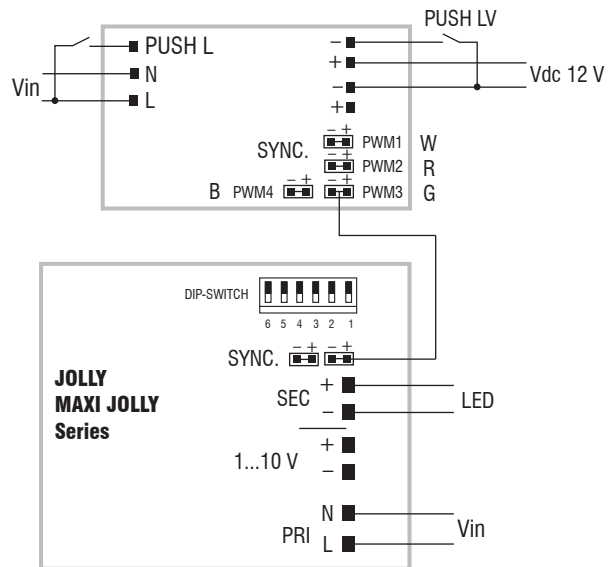 PUSH LV
PUSH L
–
+
N
Vdc 12 V
Vin
L
–
+
– +
PWM1 W
SYNC.
– +
PWM2 R
– + – +
B PWM4 PWM3 G
DIP-SWITCH
6 5 4 3 2 1
– + – +
SYNC.
JOLLY
MAXI JOLLY
Series
+
SEC LED
–
+
1...10 V
–
N
PRI Vin
L